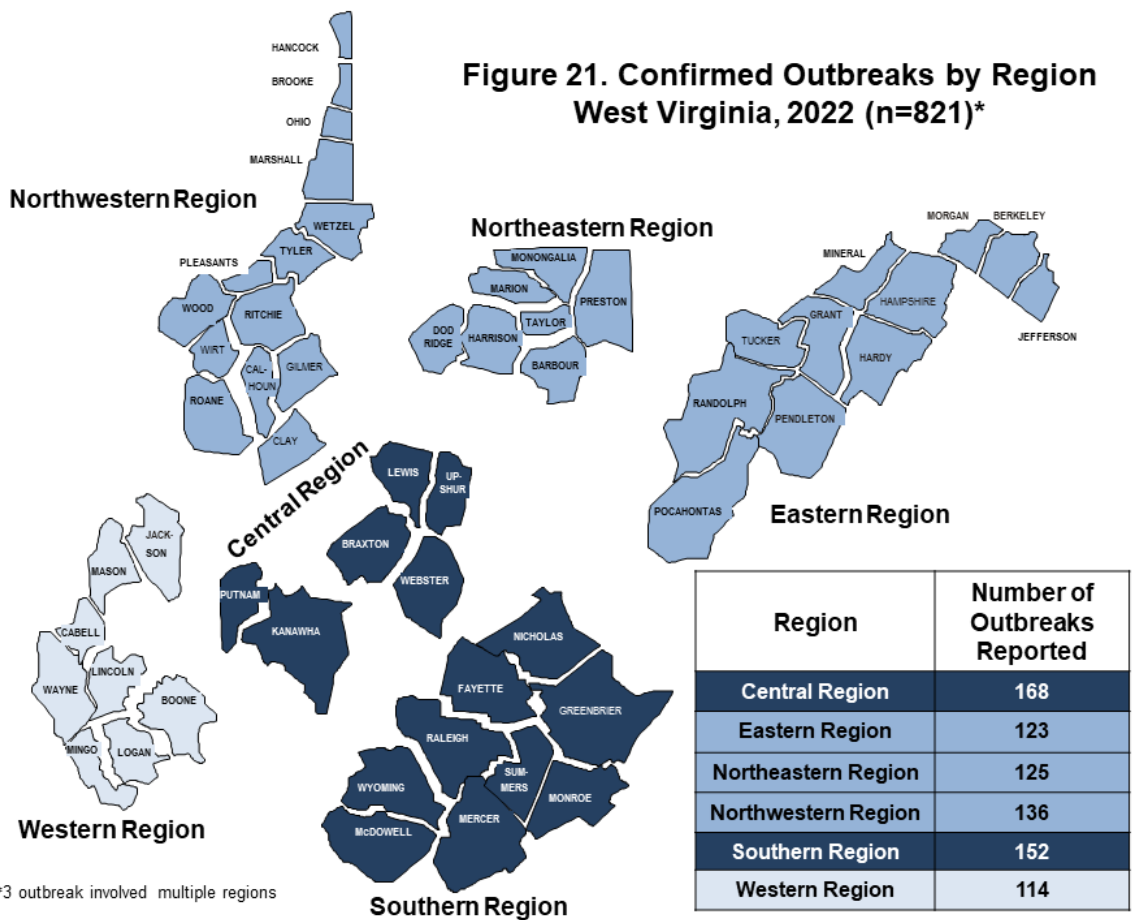 Figure 21. Confirmed Outbreaks by Region
West Virginia, 2022 (n=821)*
HANCOCK
BROOKE
OHIO
MARSHALL
Northwestern Region
WETZEL
TYLER
PLEASANTS
WOOD
RITCHIE
WIRT
CAL-
HOUN
GILMER
ROANE
CLAY
Northeastern Region
MONONGALIA
MARION
PRESTON
TAYLOR
DOD
RIDGE
HARRISON
BARBOUR
MORGAN
BERKELEY
MINERAL
HAMPSHIRE
GRANT
JEFFERSON
TUCKER
HARDY
RANDOLPH
PENDLETON
POCAHONTAS
Eastern Region
Central Region
LEWIS
UP-
SHUR
BRAXTON
WEBSTER
PUTNAM
KANAWHA
JACK-
SON
MASON
CABELL
LINCOLN
WAYNE
BOONE
MINGO
LOGAN
Western Region
NICHOLAS
FAYETTE
GREENBRIER
RALEIGH
SUM-
MERS
WYOMING
MONROE
MERCER
McDOWELL
Southern Region
Region
Number of
Outbreaks
Reported
Central Region 168
Eastern Region 123
Northeastern Region 125
Northwestern Region 136
Southern Region 152
Western Region 114
*3 outbreak involved multiple regions